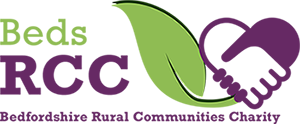 Beds
RCC
Bedfordshire Rural Communities Charity